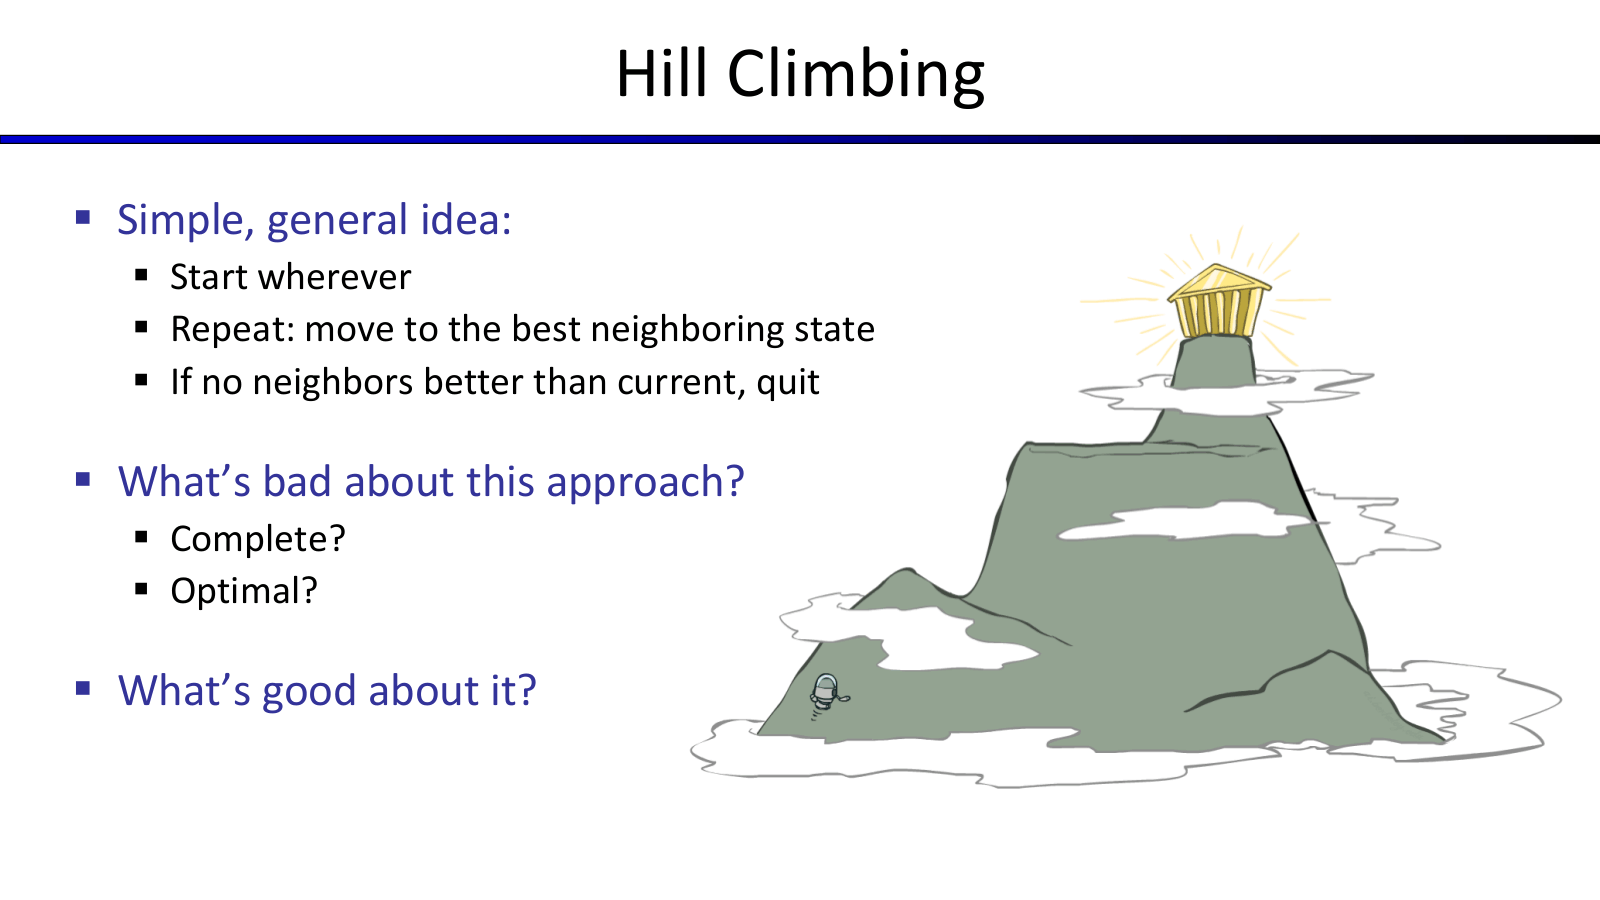 Hill Climbing
▪ Simple, general idea:
▪ Start wherever
▪ Repeat: move to the best neighboring state
▪ If no neighbors better than current, quit
▪ What’s bad about this approach?
▪ Complete?
▪ Optimal?
▪ What’s good about it?